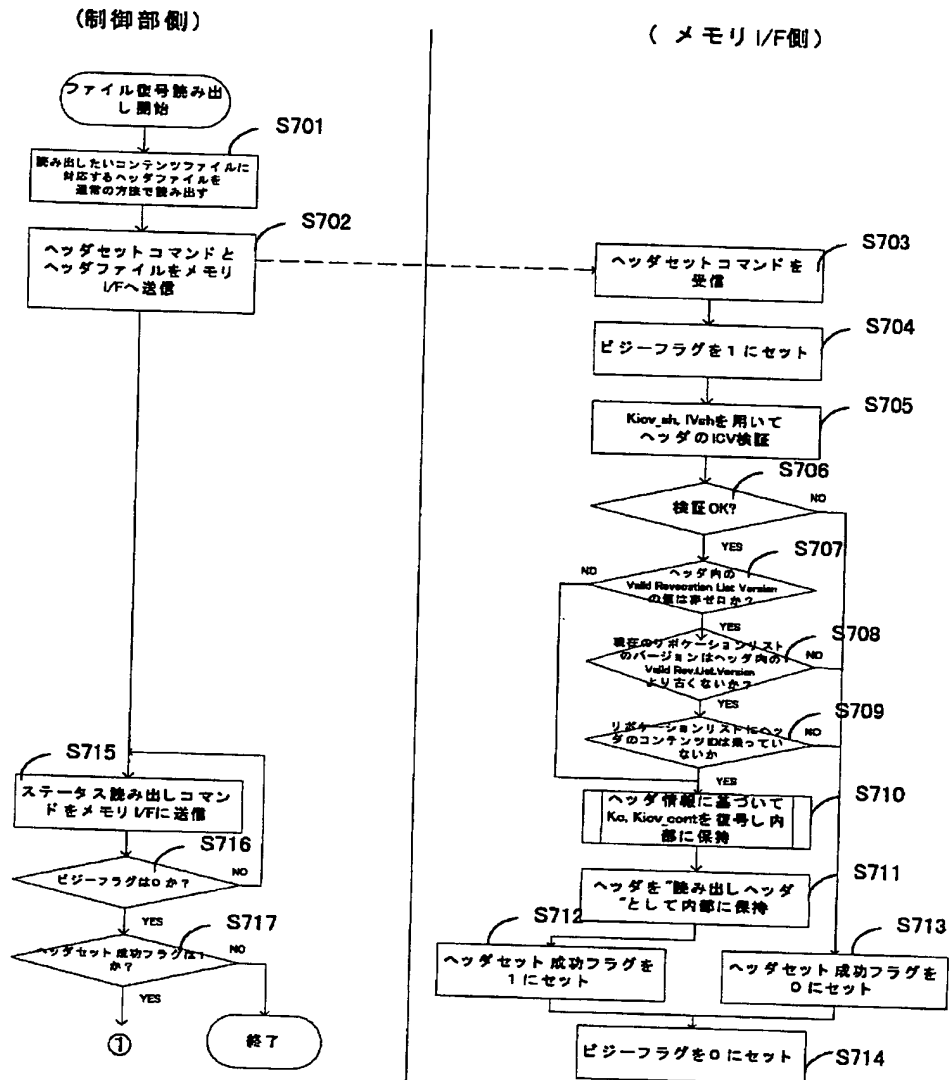 (制御部側)
ファイル復号読み出
し開始
S701
読み出したいコンテンツファイルに
対応するヘッダファイルを
通常の方法で読み出す
S702
ヘッダセットコマンドと
ヘッダファイルをメモリ
I/Fへ送信
S715
ステータス読み出しコマン
ドをメモリI/Fに送信
S716
ビジーフラグは0か?
NO
YES
S717
ヘッダセット成功フラグは1
か?
NO
YES
①
終了
(メモリI/F側)
S703
ヘッダセットコマンドを
受信
S704
ビジーフラグを1にセット
S705
Kicv_sh, IVshを用いて
ヘッダのICV検証
S706
検証OK?
NO
YES
S707
ヘッダ内の
Valid Revocation List Version
の値は非ゼロか?
NO
YES
S708
現在のリボケーションリスト
のバージョンはヘッダ内の
Valid Rev.List.Version
より古くないか?
NO
YES
S709
リボケーションリストにヘッ
ダのコンテンツIDは乗ってい
ないか
NO
YES
S710
ヘッダ情報に基づいて
Kc, Kicv_contを復号し内
部に保持
S711
ヘッダを"読み出しヘッダ
"として内部に保持
S712
ヘッダセット成功フラグを
1にセット
S713
ヘッダセット成功フラグを
0にセット
ビジーフラグを0にセット
S714